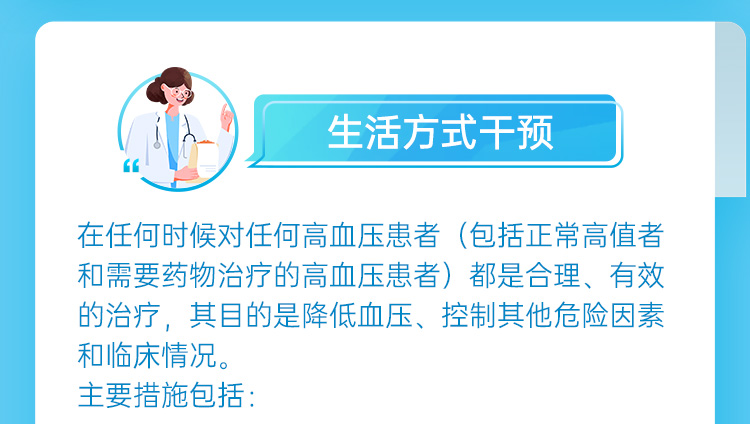 生活方式干预
在任何时候对任何高血压患者（包括正常高值者
和需要药物治疗的高血压患者）都是合理、有效
的治疗，其目的是降低血压、控制其他危险因素
和临床情况。
主要措施包括：